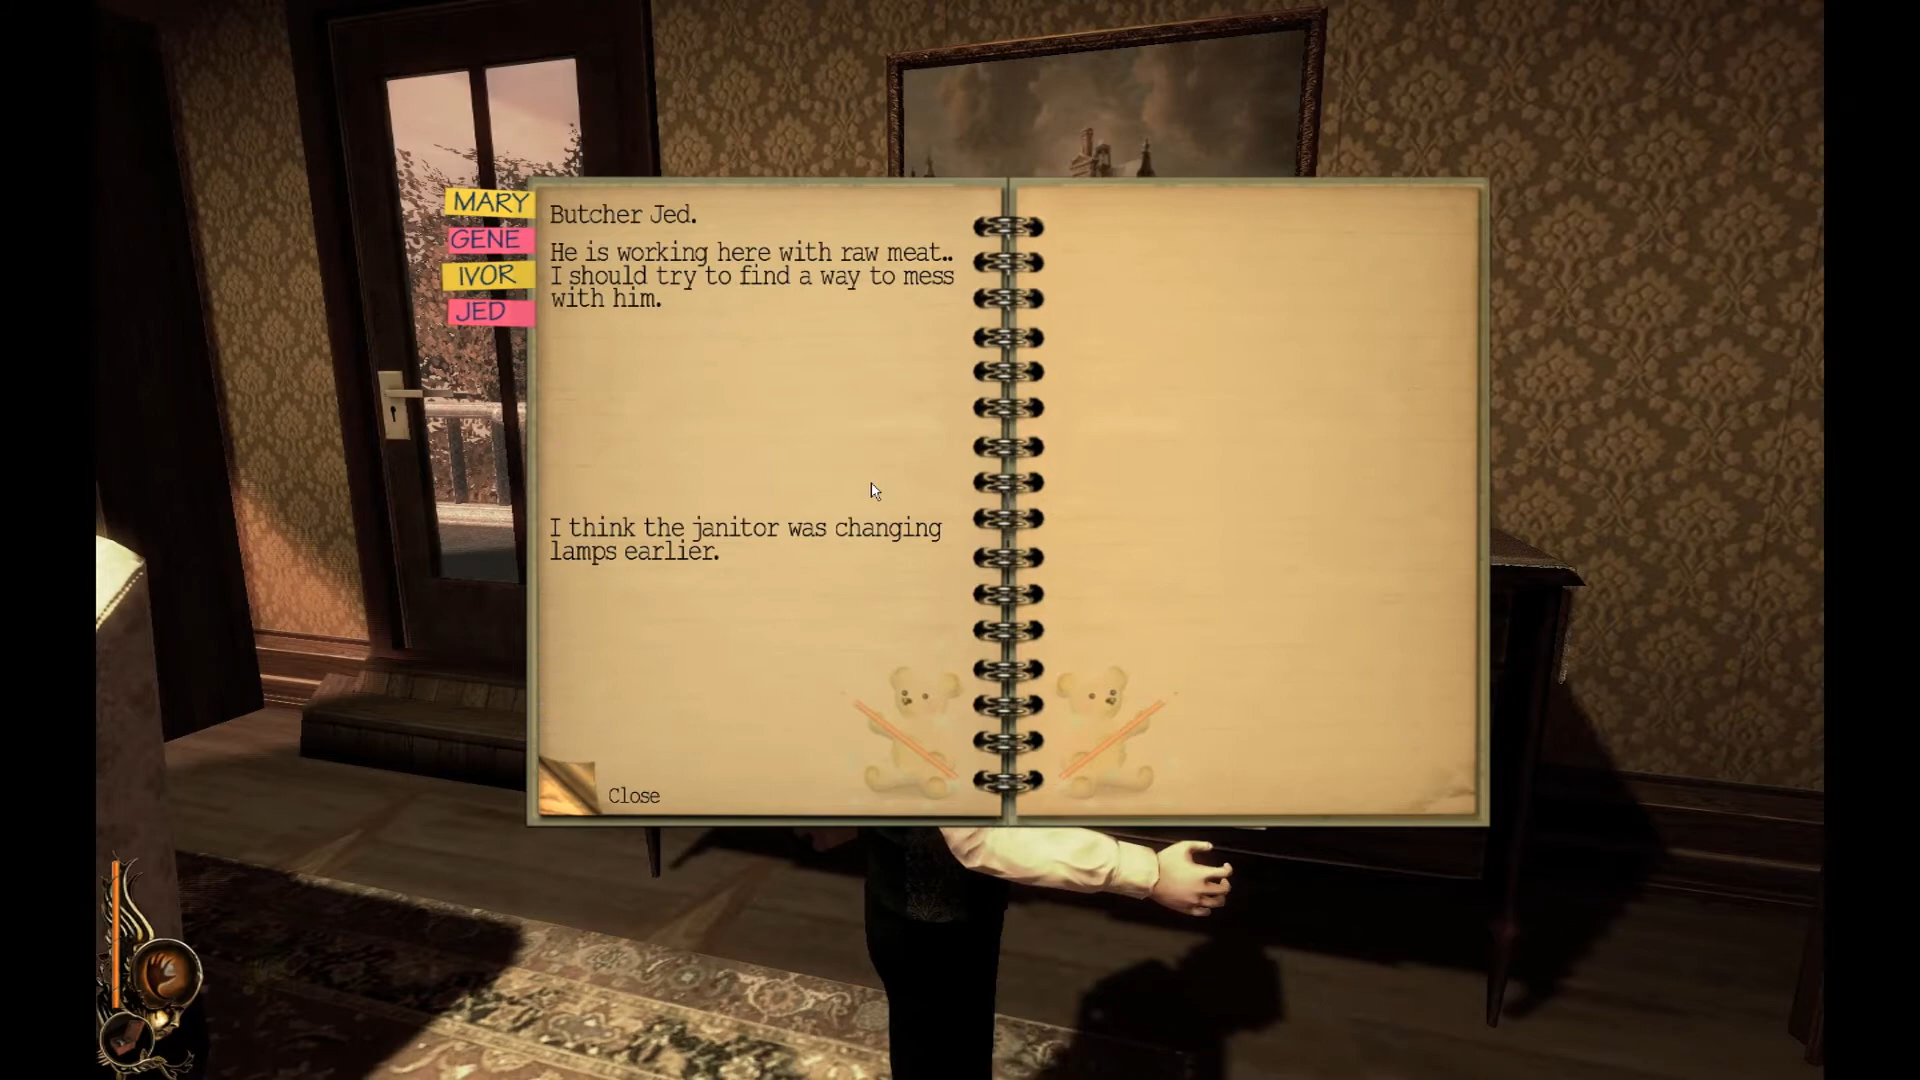 MARY
GENE
IVOR
JED
Butcher Jed.
He is working here with raw meat..
I should try to find a way to mess
with him.
I think the janitor was changing
lamps earlier.
Close